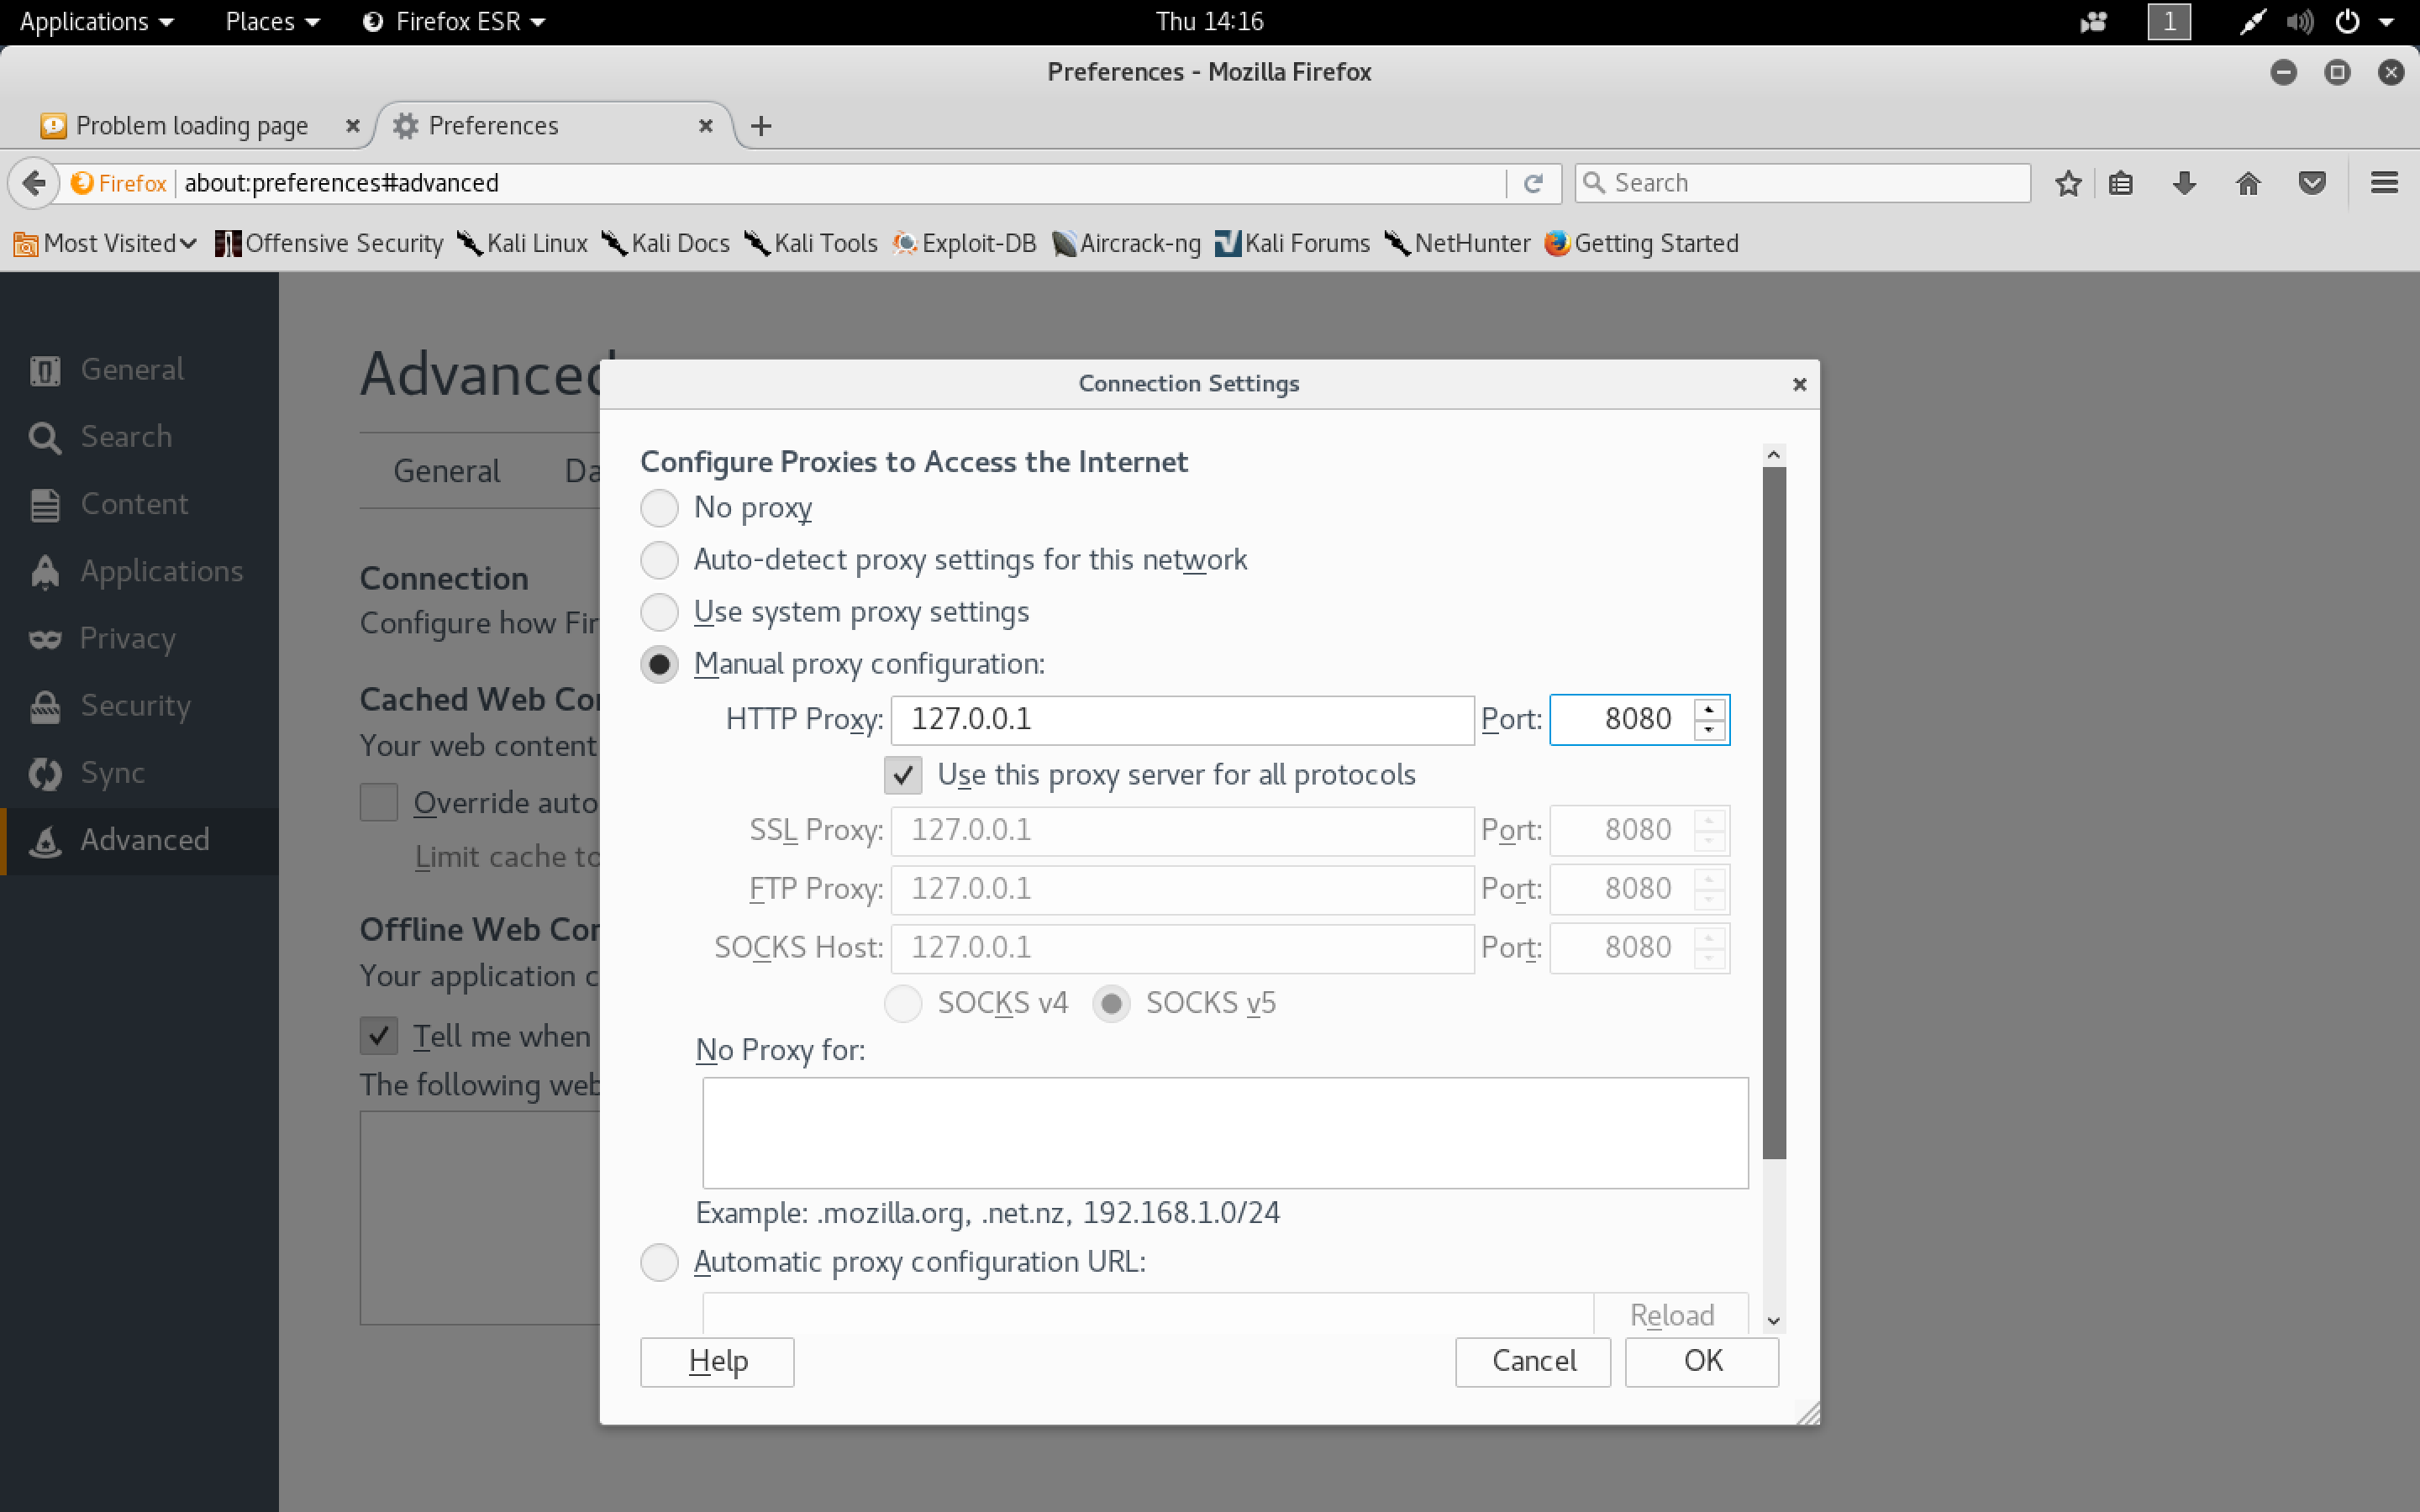 Applications Places Firefox ESR Thu 14:16 1
Preferences - Mozilla Firefox
Problem loading page Preferences
Firefox about:preferences#advanced Search
Most Visited Offensive Security Kali Linux Kali Docs Kali Tools Exploit-DB Aircrack-ng Kali Forums NetHunter Getting Started
General
Search
Content
Applications
Privacy
Security
Sync
Advanced
Advanced
General Da
Connection
Configure how Fir
Cached Web Co
Your web content
Override auto
Limit cache to
Offline Web Con
Your application c
Tell me when
The following web
Connection Settings
Configure Proxies to Access the Internet
No proxy
Auto-detect proxy settings for this network
Use system proxy settings
Manual proxy configuration:
HTTP Proxy: 127.0.0.1 Port: 8080
Use this proxy server for all protocols
SSL Proxy: 127.0.0.1 Port: 8080
FTP Proxy: 127.0.0.1 Port: 8080
SOCKS Host: 127.0.0.1 Port: 8080
SOCKS v4 SOCKS v5
No Proxy for:
Example: .mozilla.org, .net.nz, 192.168.1.0/24
Automatic proxy configuration URL:
Reload
Help Cancel OK